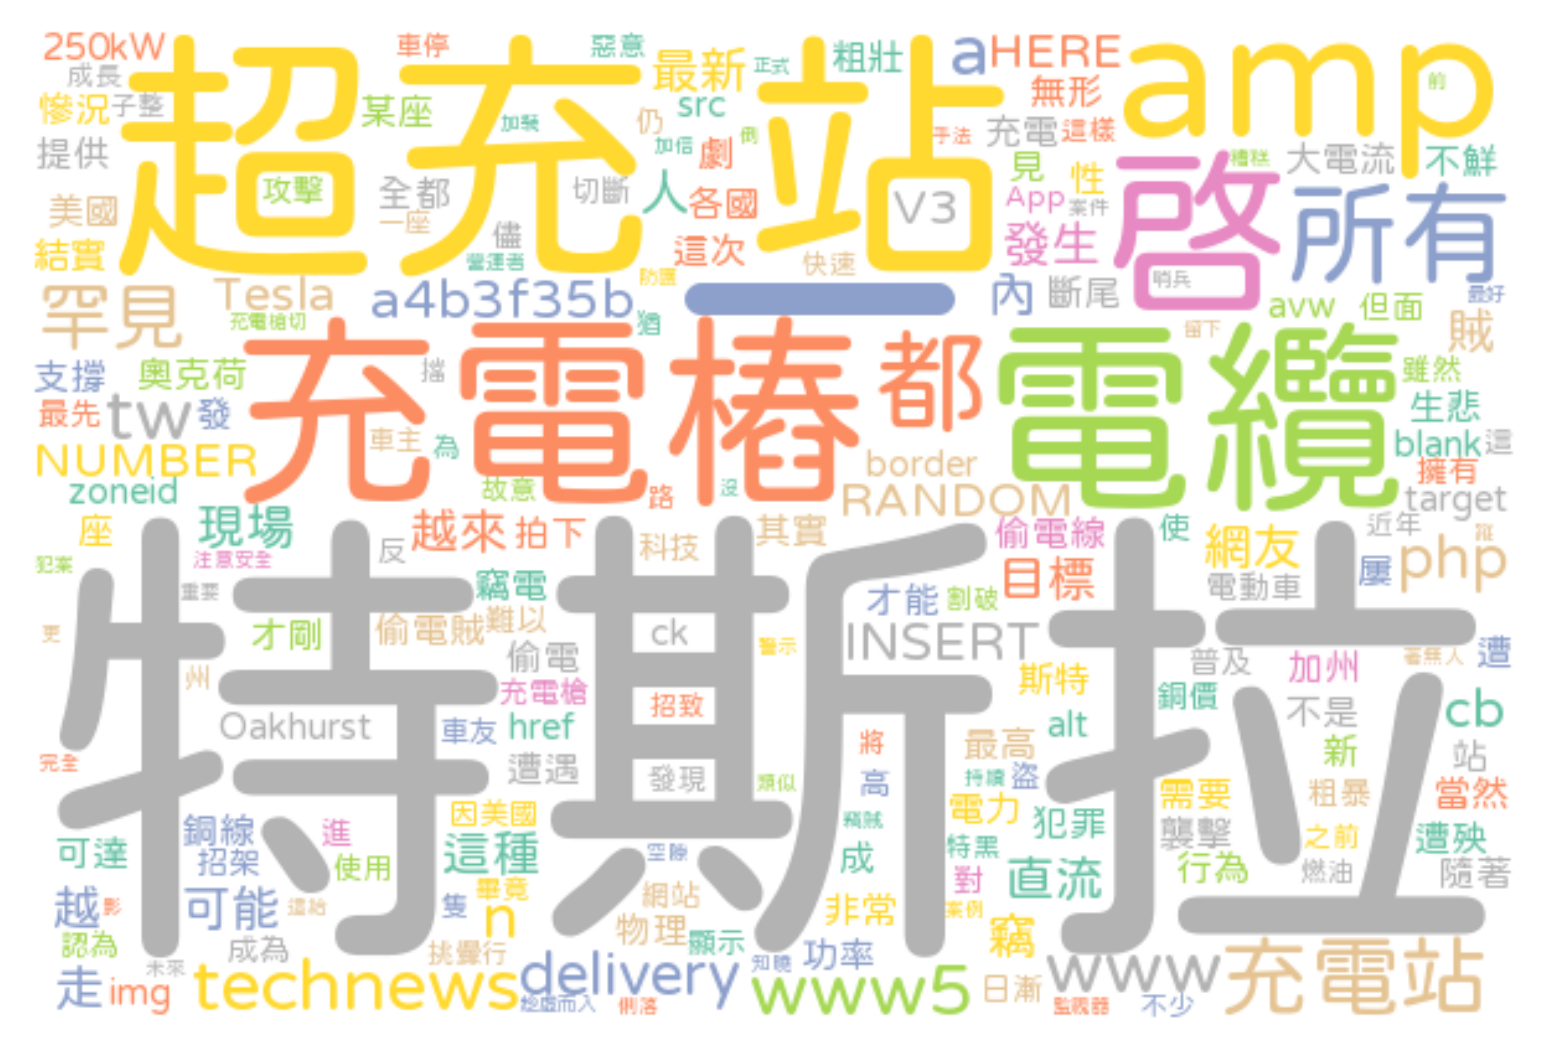 250kW 車停 惡意 最新 正式 粗壯 a HERE amp 前
成長 超充站 src 無形
慘況 子整 某座 加裝 仍 倒 手法 充電 這樣
提供 加信 劇 見 糟糕 大電流 不鮮
攻擊 全都 切斷 人 各國 V3 App 性 案件 啓 所有
美國 一座 儘 這次 發生
結實 營運者 快速 防盜 哨兵
罕見 Tesla a4b3f35b 一 內 斷尾 avw 但面 最好
充電槍切 猶 留下 賊
支撐 奧克荷 充電樁 擋 都 電纜 雖然
最先 tw 發 生悲
NUMBER 車主 為 border blank 這
zoneid 故意 路 沒 RANDOM 擁有 target
座 現場 反 越來 拍下 其實 偷電線 使 網友 近年
犯案 注意安全 科技 目標 php
重要 竊電 才能 割破 電動車 屢
更 才剛 偷電賊 難以 ck 警示 INSERT
特斯拉 偷電 普及 加州 著無人 遭
州 充電槍 招致 斯特 銅價 不是 cb
Oakhurst 車友 href alt
完全 遭遇 發現 類似 將 最高 新 站
高 持續 盜 需要 粗暴 當然
銅線 進 因美國 竊賊 電力 犯罪 襲擊 之前 遭殃
可達 招架 使用 這種 空隙 成 特黑 直流 行為 燃油 隨著
越 影 可能 這給 隻 畢竟 網站 非常 對 案例
認為 成為 n 物理 顯示 功率 竊
走 img 未來 technews 挑釁行 delivery 知曉 www5 日漸 www 充電站
趁虛而入 俐落 監視器 不少